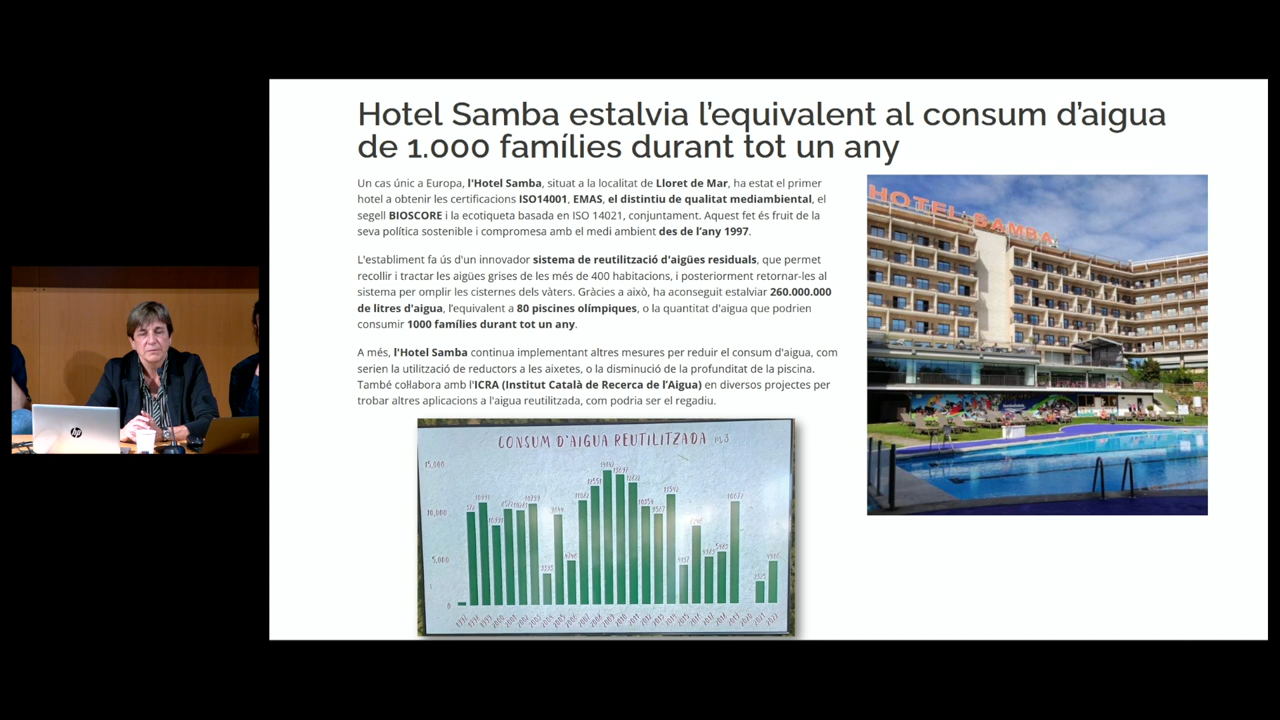 Hotel Samba estalvia l'equivalent al consum d'aigua
de 1.000 famílies durant tot un any
Un cas únic a Europa, l'Hotel Samba, situat a la localitat de Lloret de Mar, ha estat el primer
hotel a obtenir les certificacions ISO14001, EMAS, el distintiu de qualitat mediambiental, el
segell BIOSCORE i la ecotiqueta basada en ISO 14021, conjuntament. Aquest fet és fruit de la
seva política sostenible i compromesa amb el medi ambient des de l'any 1997.
L'establiment fa ús d'un innovador sistema de reutilització d'aigües residuals, que permet
recollir i tractar les aigües grises de les més de 400 habitacions, i posteriorment retornar-les al
sistema per omplir les cisternes dels vàters. Gràcies a això, ha aconseguit estalviar 260.000.000
de litres d'aigua, l'equivalent a 80 piscines olímpiques, o la quantitat d'aigua que podrien
consumir 1000 famílies durant tot un any.
A més, l'Hotel Samba continua implementant altres mesures per reduir el consum d'aigua, com
serien la utilització de reductors a les aixetes, o la disminució de la profunditat de la piscina.
També col·labora amb l'ICRA (Institut Català de Recerca de l'Aigua) en diversos projectes per
trobar altres aplicacions a l'aigua reutilitzada, com podria ser el regadiu.
HOTEL SAMBA
CONSUM D'AIGUA REUTILITZADA m3
15,000
10,000
5,000
0
hp